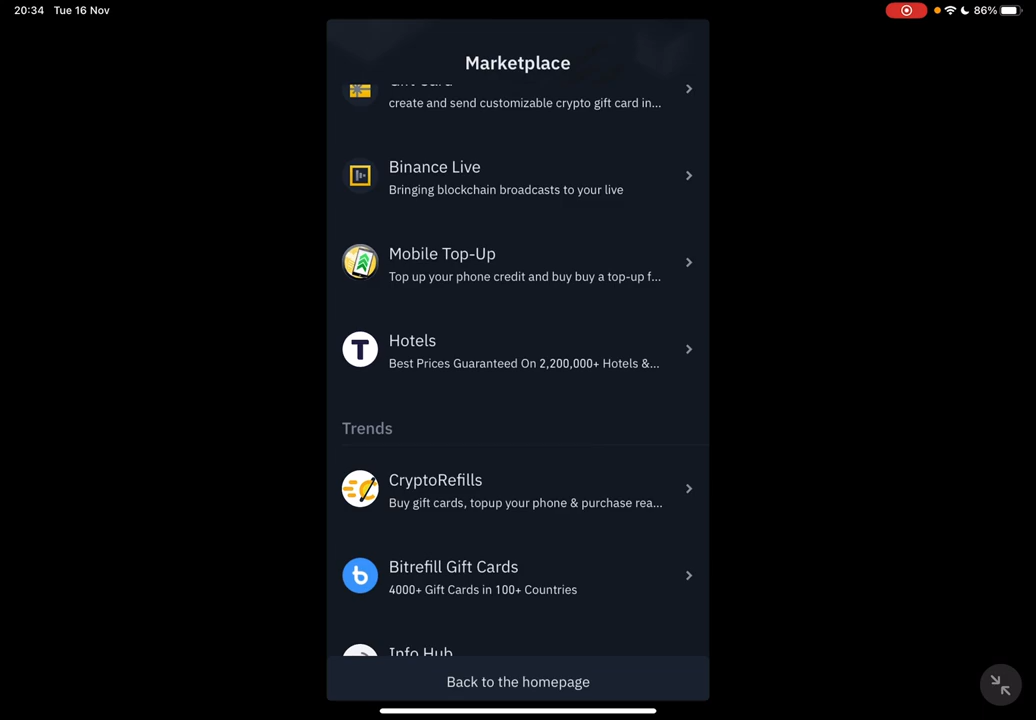 20:34 Tue 16 Nov
86%
Marketplace
Gift Card
create and send customizable crypto gift card in...
Binance Live
Bringing blockchain broadcasts to your live
Mobile Top-Up
Top up your phone credit and buy buy a top-up f...
T
Hotels
Best Prices Guaranteed On 2,200,000+ Hotels &...
Trends
CryptoRefills
Buy gift cards, topup your phone & purchase rea...
b
Bitrefill Gift Cards
4000+ Gift Cards in 100+ Countries
Info Hub
Back to the homepage